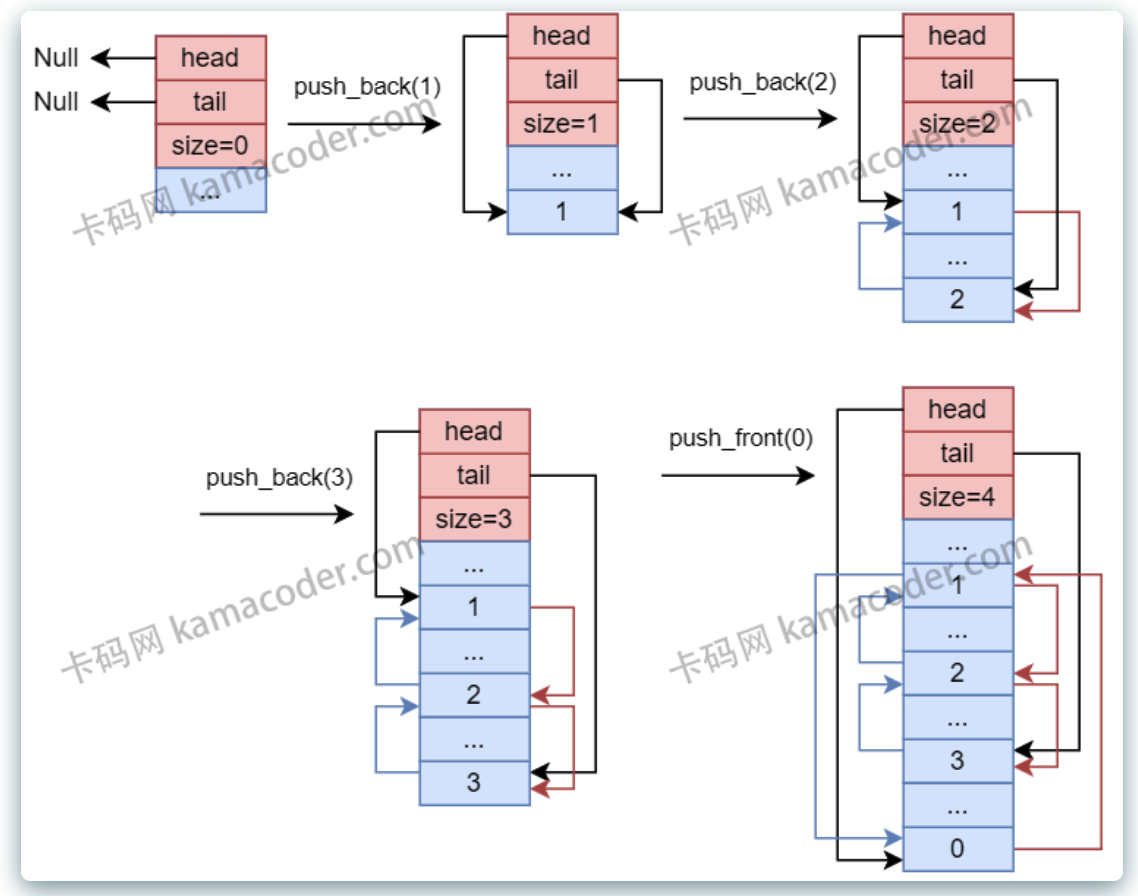 Null
head
Null
tail
size=0
...
push_back(1)
head
tail
size=1
...
1
push_back(2)
head
tail
size=2
...
1
...
2
卡码网 kamacoder.com
卡码网 kamacoder.com
push_back(3)
head
tail
size=3
...
1
...
2
...
3
push_front(0)
head
tail
size=4
...
1
...
2
...
3
...
0
卡码网 kamacoder.com
卡码网 kamacoder.com